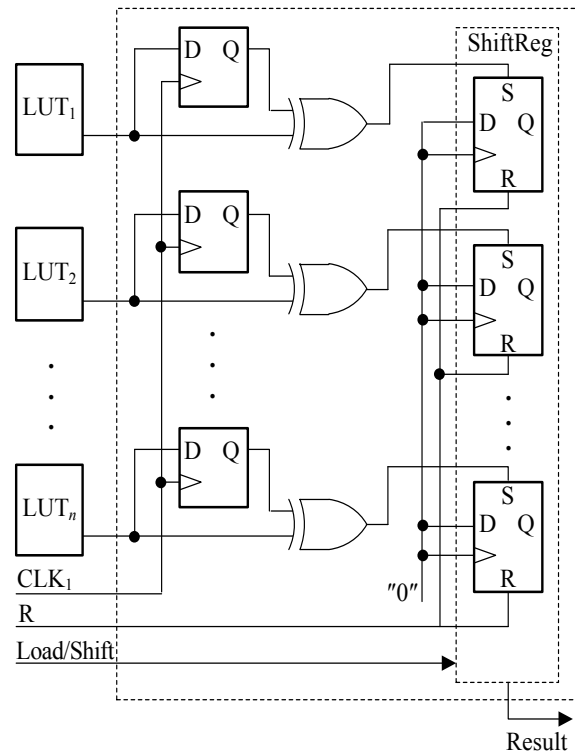 ShiftReg
D Q
S
LUT₁
D Q
R
D Q
S
LUT₂
D Q
R
D Q
S
LUTₙ
D Q
CLK₁
"0"
R
R
Load/Shift
Result